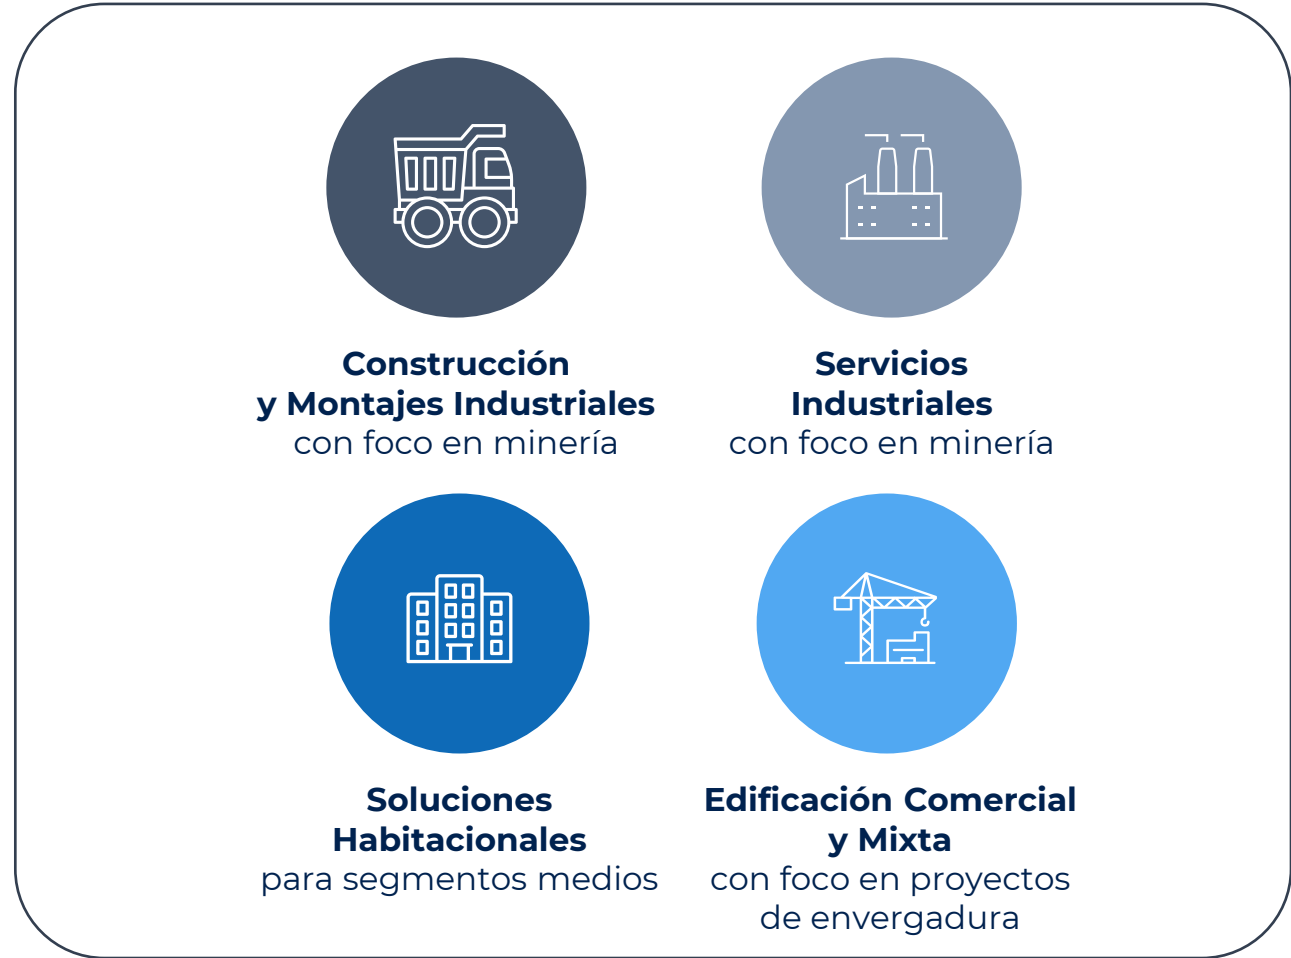 Construcción
y Montajes Industriales
con foco en minería
Servicios
Industriales
con foco en minería
Soluciones
Habitacionales
para segmentos medios
Edificación Comercial
y Mixta
con foco en proyectos
de envergadura